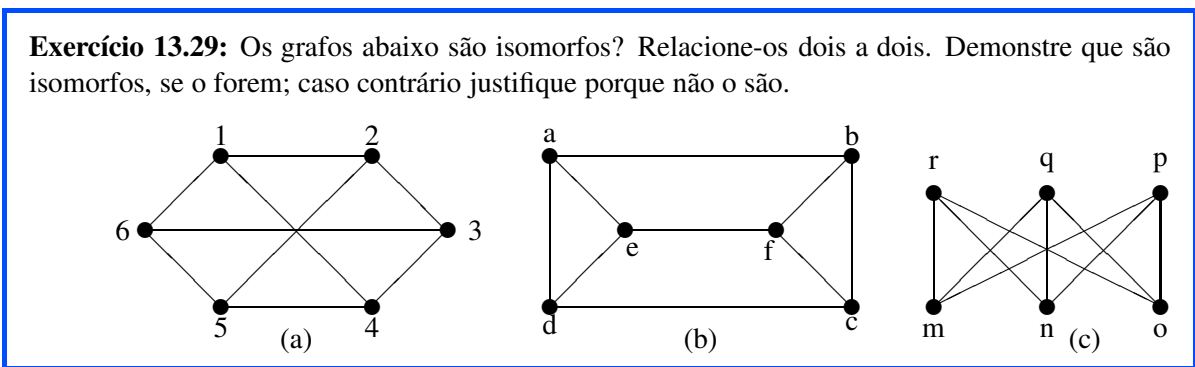 Exercício 13.29: Os grafos abaixo são isomorfos? Relacione-os dois a dois. Demonstre que são
isomorfos, se o forem; caso contrário justifique porque não o são.
1 2 a b
r q p
6 3 e f
5 4 d c m n o
(a) (b) (c)